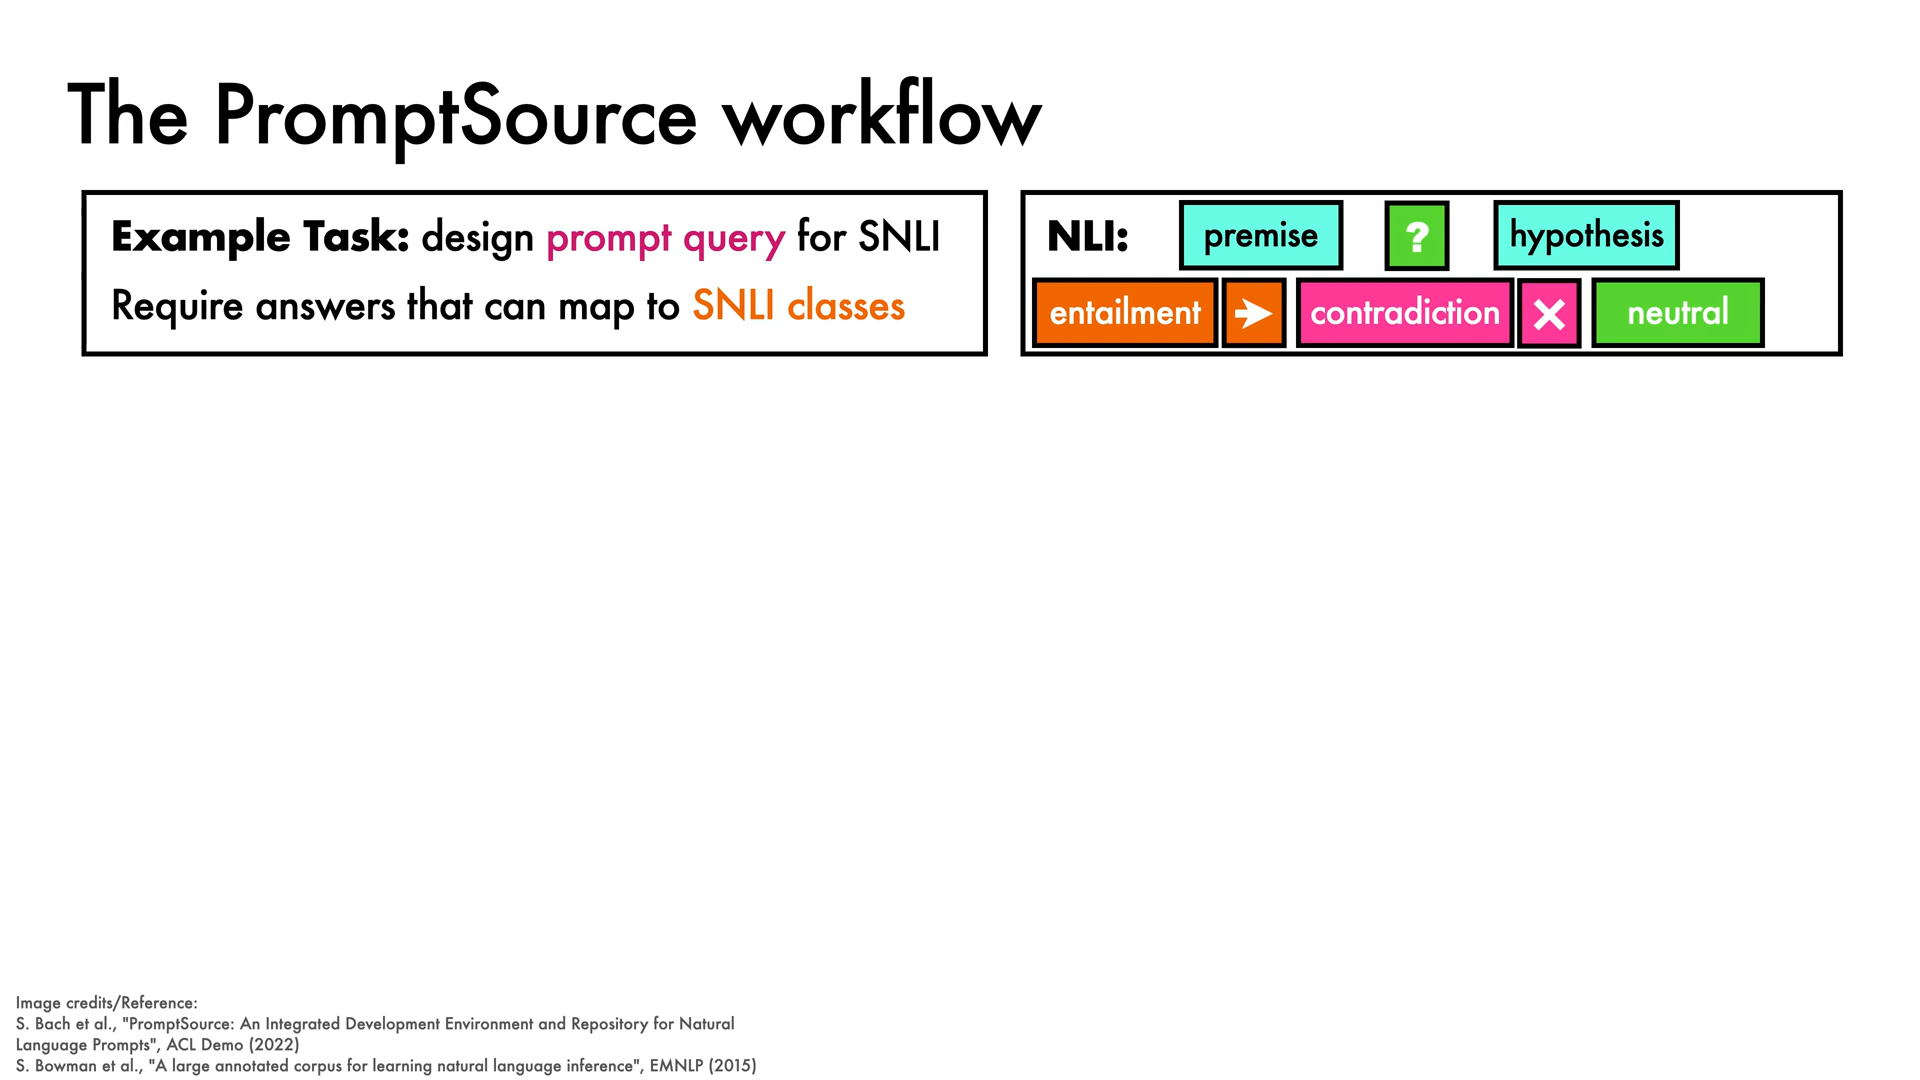 The PromptSource workflow
Example Task: design prompt query for SNLI
Require answers that can map to SNLI classes
NLI: premise ? hypothesis
entailment contradiction neutral
Image credits/Reference:
S. Bach et al., "PromptSource: An Integrated Development Environment and Repository for Natural
Language Prompts", ACL Demo (2022)
S. Bowman et al., "A large annotated corpus for learning natural language inference", EMNLP (2015)